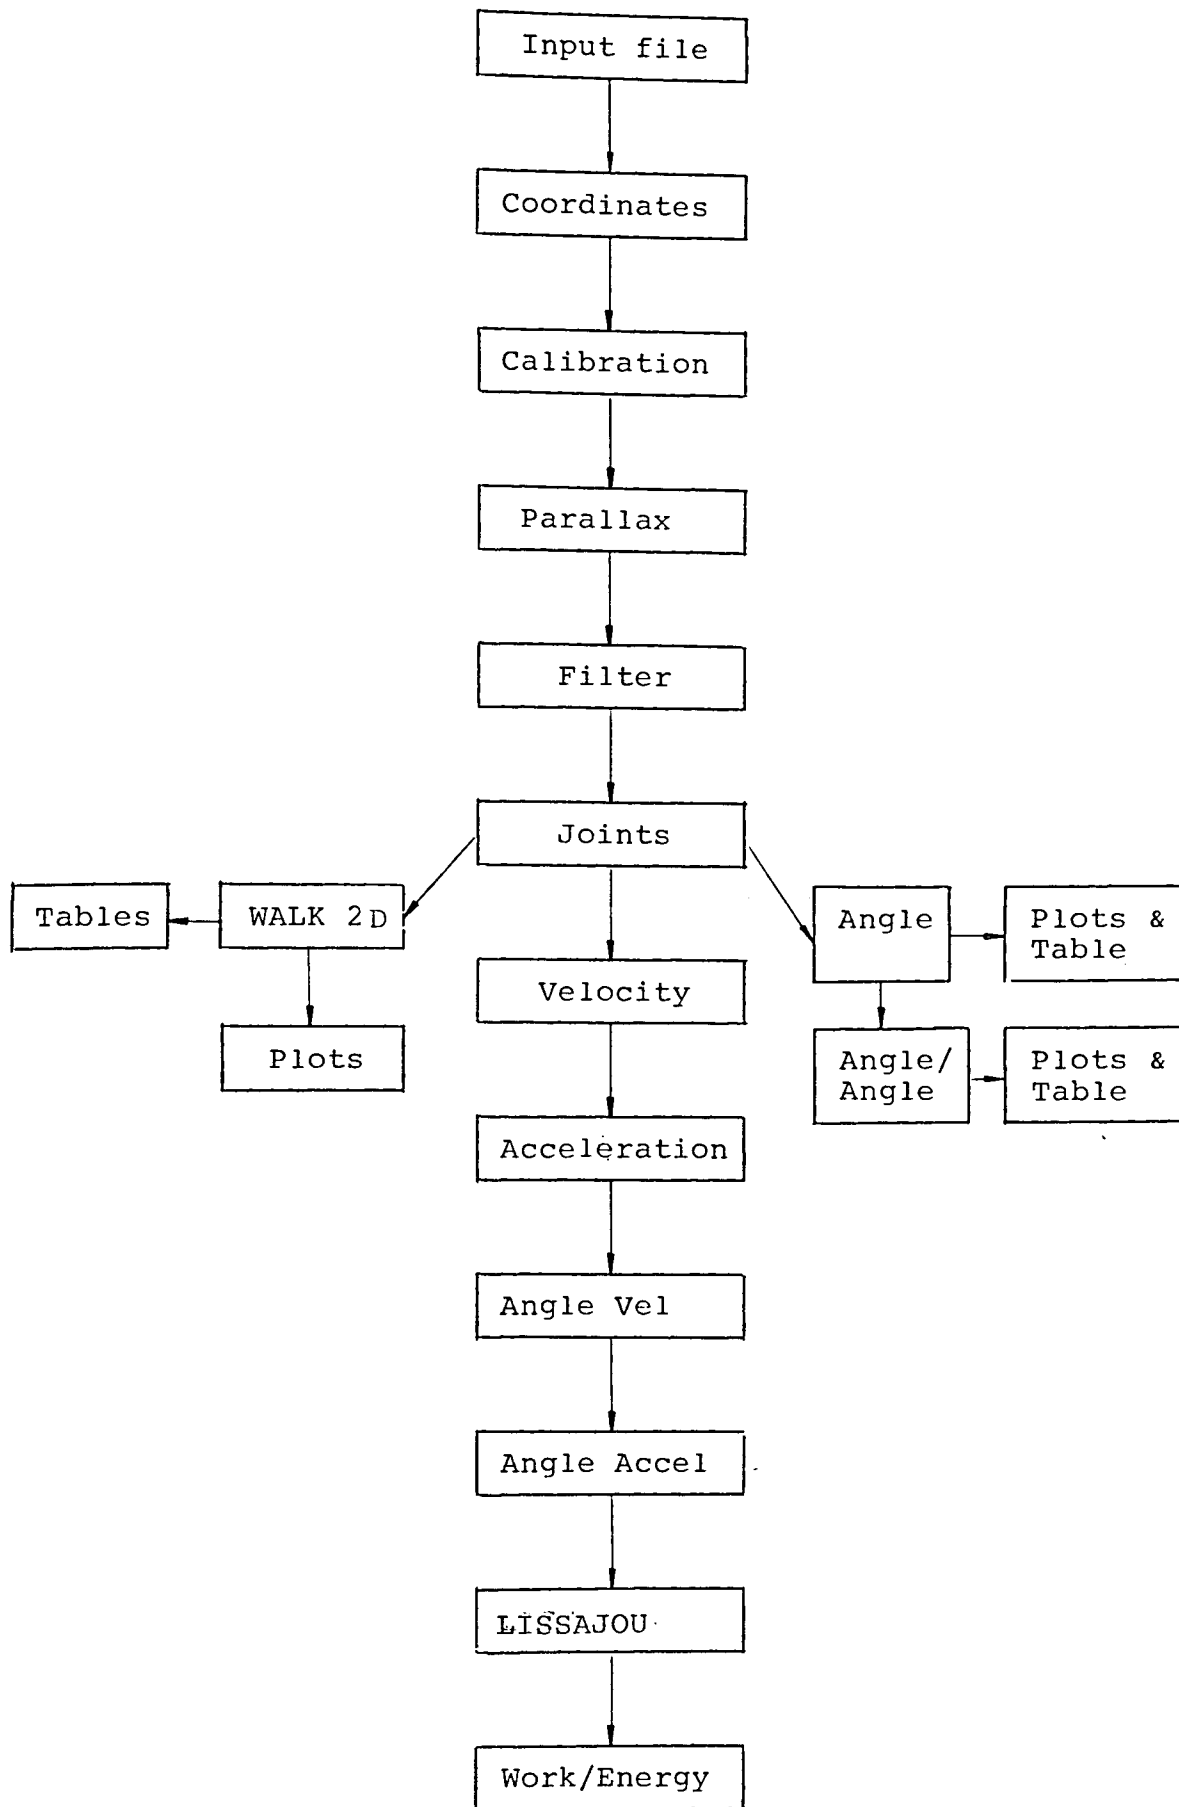 Input file
Coordinates
Calibration
Parallax
Filter
Joints
Tables
WALK 2D
Plots
Velocity
Angle
Plots &
Table
Angle/
Angle
Plots &
Table
Acceleration
Angle Vel
Angle Accel
LISSAJOU
Work/Energy